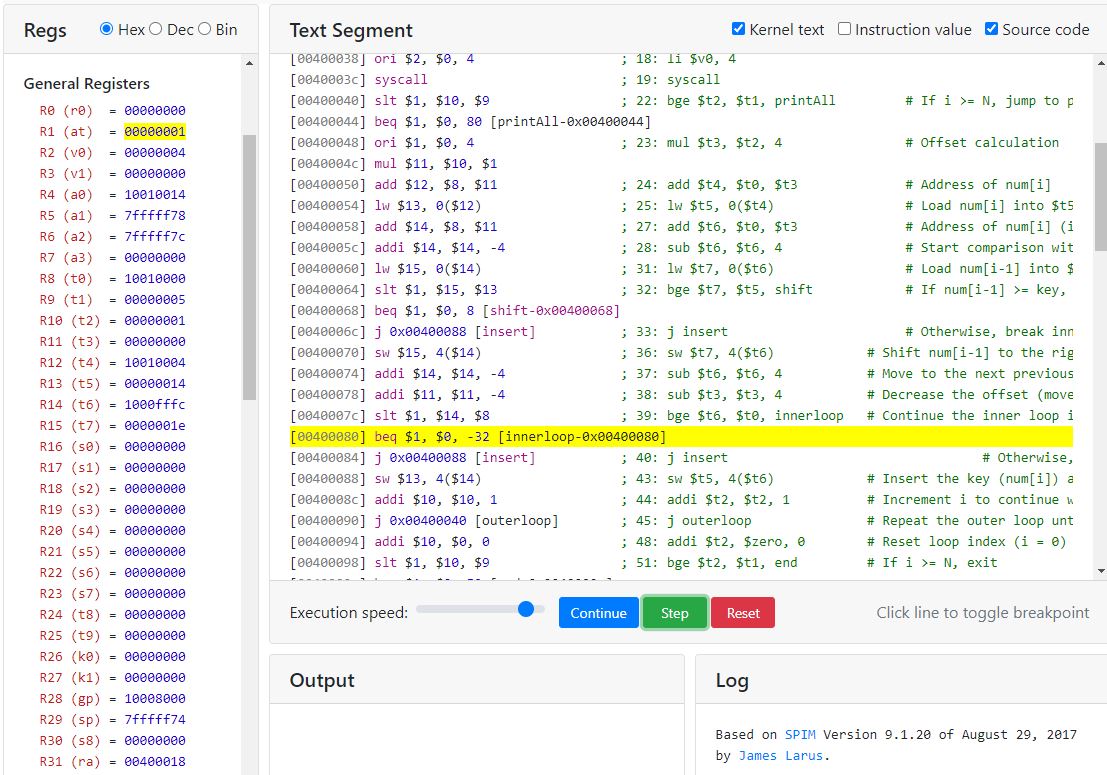 Regs
Hex Dec Bin
General Registers
R0 (r0) = 00000000
R1 (at) = 00000001
R2 (v0) = 00000004
R3 (v1) = 00000000
R4 (a0) = 10010014
R5 (a1) = 7fffff78
R6 (a2) = 7fffff7c
R7 (a3) = 00000000
R8 (t0) = 10010000
R9 (t1) = 00000005
R10 (t2) = 00000001
R11 (t3) = 00000000
R12 (t4) = 10010004
R13 (t5) = 00000014
R14 (t6) = 1000fffc
R15 (t7) = 0000001e
R16 (s0) = 00000000
R17 (s1) = 00000000
R18 (s2) = 00000000
R19 (s3) = 00000000
R20 (s4) = 00000000
R21 (s5) = 00000000
R22 (s6) = 00000000
R23 (s7) = 00000000
R24 (t8) = 00000000
R25 (t9) = 00000000
R26 (k0) = 00000000
R27 (k1) = 00000000
R28 (gp) = 10008000
R29 (sp) = 7fffff74
R30 (s8) = 00000000
R31 (ra) = 00400018
Text Segment
Kernel text Instruction value Source code
[00400038] ori $2, $0, 4 ; 18: li $v0, 4
[0040003c] syscall ; 19: syscall
[00400040] slt $1, $10, $9 ; 22: bge $t2, $t1, printAll # If i >= N, jump to p
[00400044] beq $1, $0, 80 [printAll-0x00400044]
[00400048] ori $1, $0, 4 ; 23: mul $t3, $t2, 4 # Offset calculation
[0040004c] mul $11, $10, $1
[00400050] add $12, $8, $11 ; 24: add $t4, $t0, $t3 # Address of num[i]
[00400054] lw $13, 0($12) ; 25: lw $t5, 0($t4) # Load num[i] into $t5
[00400058] add $14, $8, $11 ; 27: add $t6, $t0, $t3 # Address of num[i] (i
[0040005c] addi $14, $14, -4 ; 28: sub $t6, $t6, 4 # Start comparison wit
[00400060] lw $15, 0($14) ; 31: lw $t7, 0($t6) # Load num[i-1] into $
[00400064] slt $1, $15, $13 ; 32: bge $t7, $t5, shift # If num[i-1] >= key,
[00400068] beq $1, $0, 8 [shift-0x00400068]
[0040006c] j 0x00400088 [insert] ; 33: j insert # Otherwise, break inn
[00400070] sw $15, 4($14) ; 36: sw $t7, 4($t6) # Shift num[i-1] to the rig
[00400074] addi $14, $14, -4 ; 37: sub $t6, $t6, 4 # Move to the next previous
[00400078] addi $11, $11, -4 ; 38: sub $t3, $t3, 4 # Decrease the offset (move
[0040007c] slt $1, $14, $8 ; 39: bge $t6, $t0, innerloop # Continue the inner loop i
[00400080] beq $1, $0, -32 [innerloop-0x00400080]
[00400084] j 0x00400088 [insert] ; 40: j insert # Otherwise,
[00400088] sw $13, 4($14) ; 43: sw $t5, 4($t6) # Insert the key (num[i]) a
[0040008c] addi $10, $10, 1 ; 44: addi $t2, $t2, 1 # Increment i to continue w
[00400090] j 0x00400040 [outerloop] ; 45: j outerloop # Repeat the outer loop unt
[00400094] addi $10, $0, 0 ; 48: addi $t2, $zero, 0 # Reset loop index (i = 0)
[00400098] slt $1, $10, $9 ; 51: bge $t2, $t1, end # If i >= N, exit
Execution speed: Continue Step Reset Click line to toggle breakpoint
Output
Log
Based on SPIM Version 9.1.20 of August 29, 2017
by James Larus.